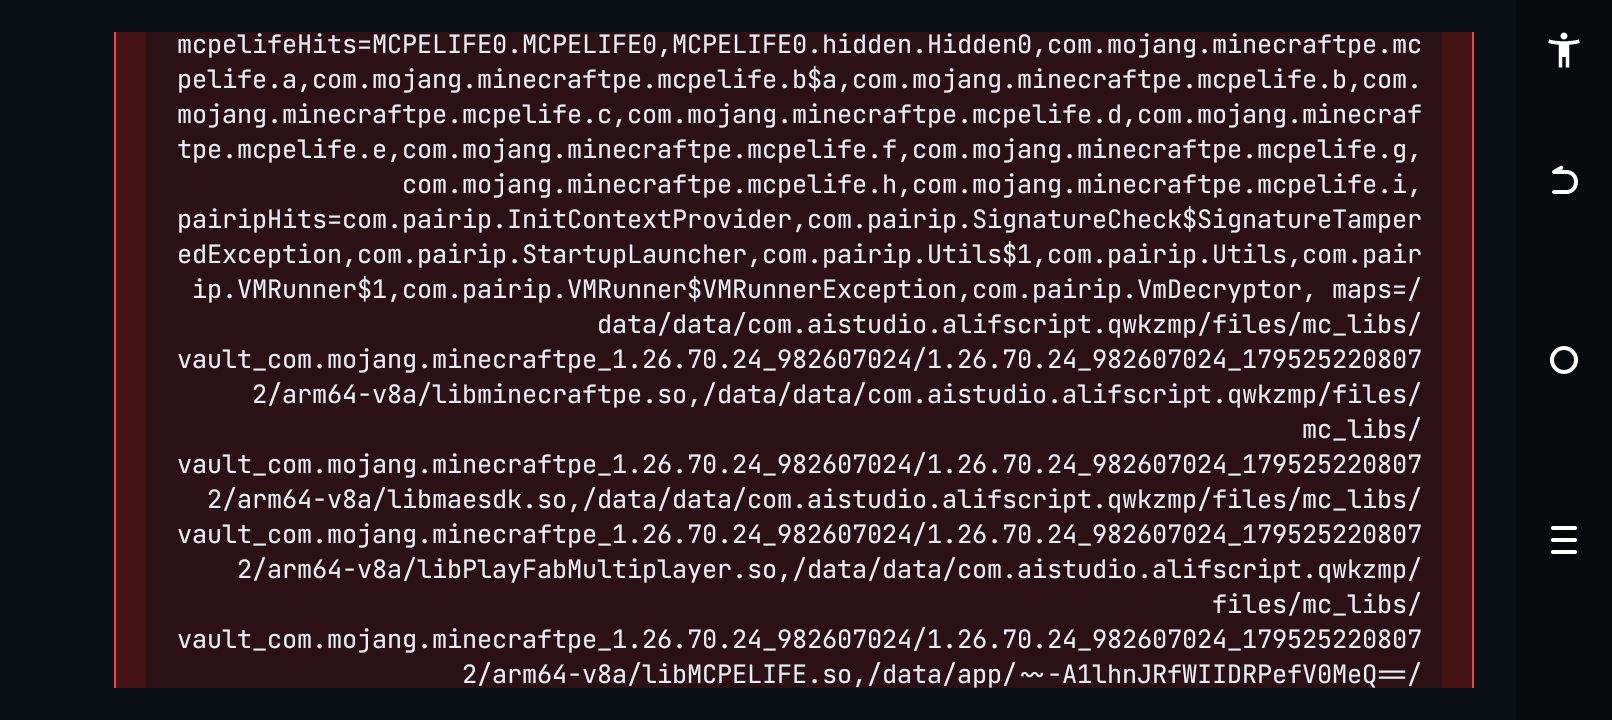 mcpelifeHits=MCPELIFE0.MCPELIFE0,MCPELIFE0.hidden.Hidden0,com.mojang.minecraftpe.mc
pelife.a,com.mojang.minecraftpe.mcpelife.b$a,com.mojang.minecraftpe.mcpelife.b,com.
mojang.minecraftpe.mcpelife.c,com.mojang.minecraftpe.mcpelife.d,com.mojang.minecraf
tpe.mcpelife.e,com.mojang.minecraftpe.mcpelife.f,com.mojang.minecraftpe.mcpelife.g,
com.mojang.minecraftpe.mcpelife.h,com.mojang.minecraftpe.mcpelife.i,
pairipHits=com.pairip.InitContextProvider,com.pairip.SignatureCheck$SignatureTamper
edException,com.pairip.StartupLauncher,com.pairip.Utils$1,com.pairip.Utils,com.pair
ip.VMRunner$1,com.pairip.VMRunner$VMRunnerException,com.pairip.VmDecryptor, maps=/
data/data/com.aistudio.alifscript.qwkzmp/files/mc_libs/
vault_com.mojang.minecraftpe_1.26.70.24_982607024/1.26.70.24_982607024_179525220807
2/arm64-v8a/libminecraftpe.so,/data/data/com.aistudio.alifscript.qwkzmp/files/
mc_libs/
vault_com.mojang.minecraftpe_1.26.70.24_982607024/1.26.70.24_982607024_179525220807
2/arm64-v8a/libmaesdk.so,/data/data/com.aistudio.alifscript.qwkzmp/files/mc_libs/
vault_com.mojang.minecraftpe_1.26.70.24_982607024/1.26.70.24_982607024_179525220807
2/arm64-v8a/libPlayFabMultiplayer.so,/data/data/com.aistudio.alifscript.qwkzmp/
files/mc_libs/
vault_com.mojang.minecraftpe_1.26.70.24_982607024/1.26.70.24_982607024_179525220807
2/arm64-v8a/libMCPELIFE.so,/data/app/~~-A1lhnJRfWIIDRPefV0MeQ==/